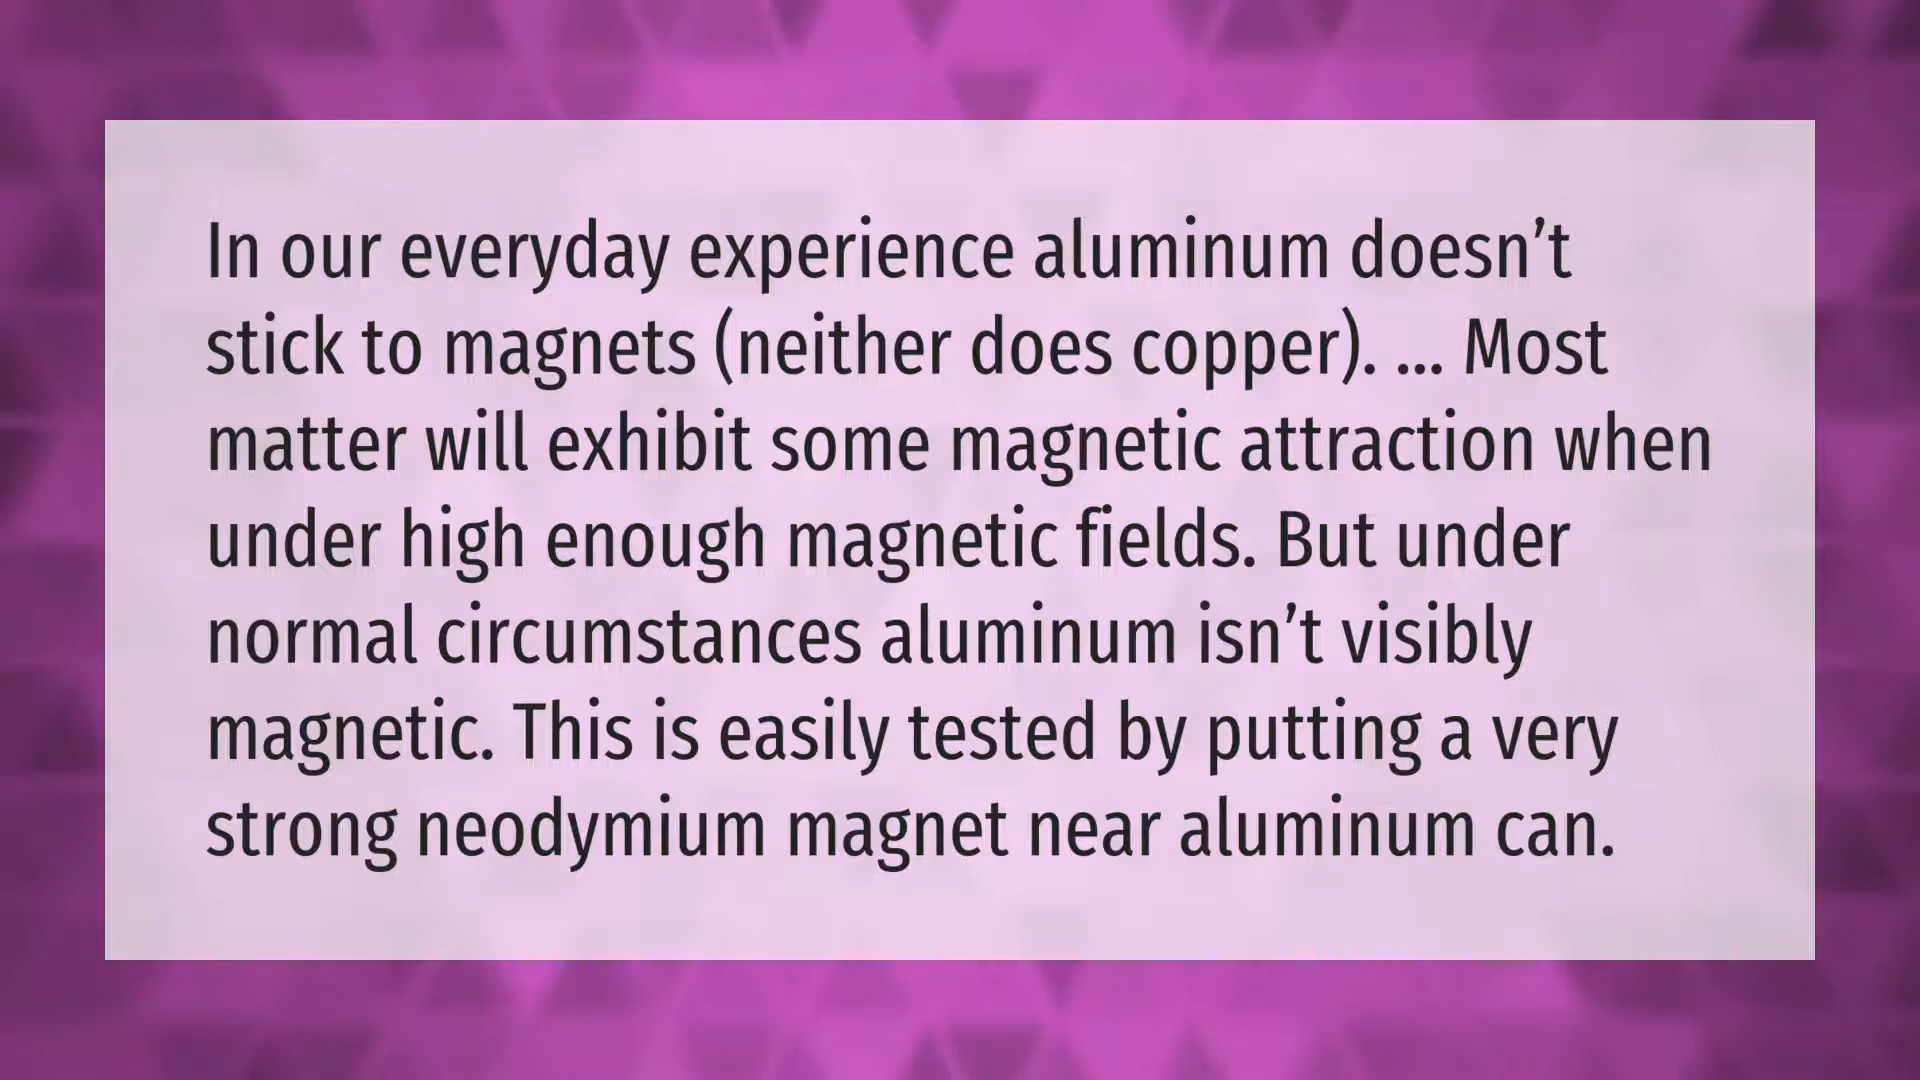 In our everyday experience aluminum doesn’t
stick to magnets (neither does copper). ... Most
matter will exhibit some magnetic attraction when
under high enough magnetic fields. But under
normal circumstances aluminum isn’t visibly
magnetic. This is easily tested by putting a very
strong neodymium magnet near aluminum can.